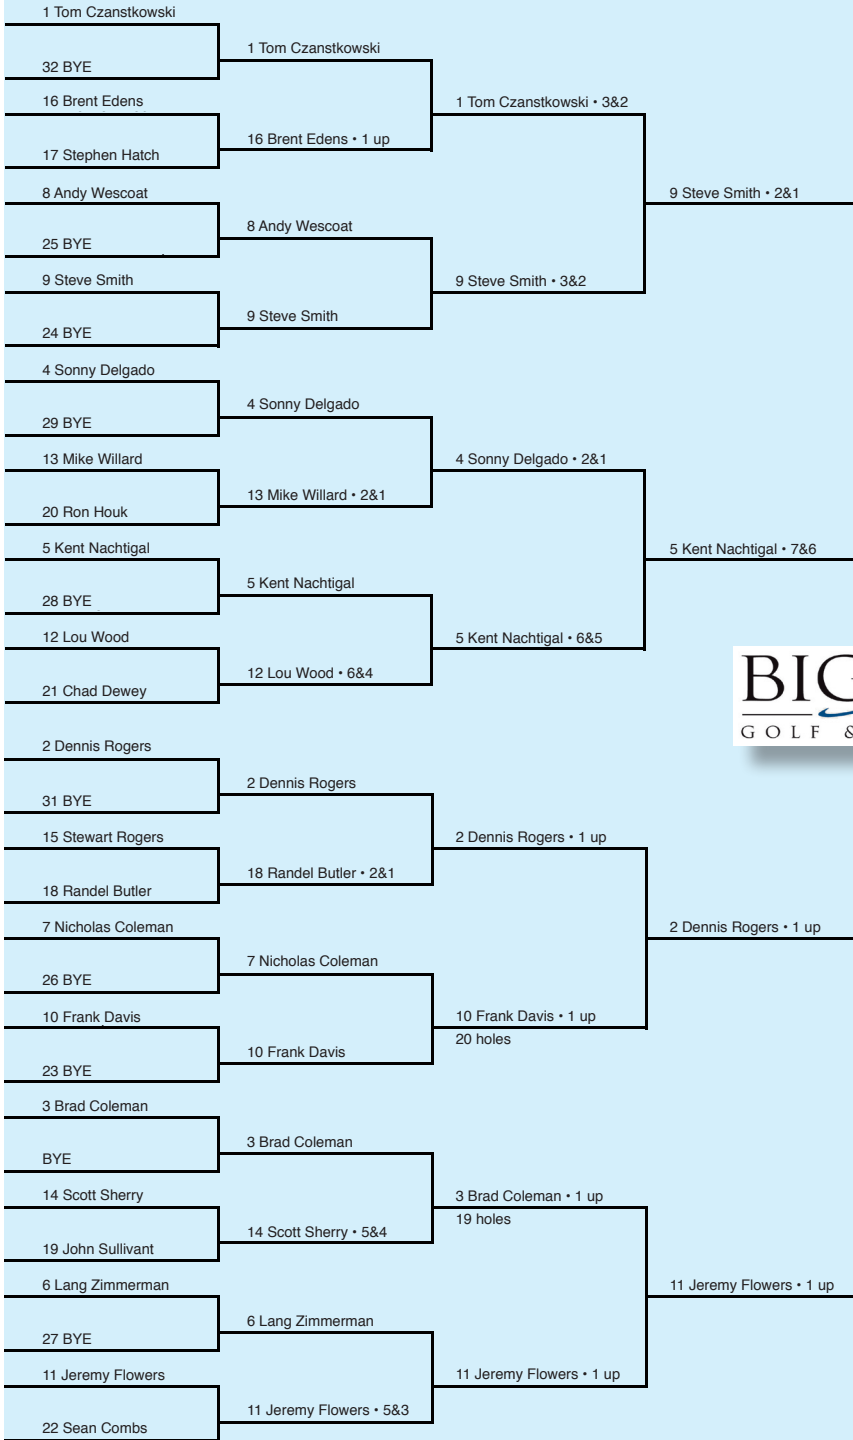 1 Tom Czanstkowski
32 BYE
16 Brent Edens
17 Stephen Hatch
8 Andy Wescoat
25 BYE
9 Steve Smith
24 BYE
4 Sonny Delgado
29 BYE
13 Mike Willard
20 Ron Houk
5 Kent Nachtigal
28 BYE
12 Lou Wood
21 Chad Dewey
2 Dennis Rogers
31 BYE
15 Stewart Rogers
18 Randel Butler
7 Nicholas Coleman
26 BYE
10 Frank Davis
23 BYE
3 Brad Coleman
BYE
14 Scott Sherry
19 John Sullivant
6 Lang Zimmerman
27 BYE
11 Jeremy Flowers
22 Sean Combs
1 Tom Czanstkowski
16 Brent Edens • 1 up
8 Andy Wescoat
9 Steve Smith
4 Sonny Delgado
13 Mike Willard • 2&1
5 Kent Nachtigal
12 Lou Wood • 6&4
2 Dennis Rogers
18 Randel Butler • 2&1
7 Nicholas Coleman
10 Frank Davis
3 Brad Coleman
14 Scott Sherry • 5&4
6 Lang Zimmerman
11 Jeremy Flowers • 5&3
1 Tom Czanstkowski • 3&2
9 Steve Smith • 3&2
4 Sonny Delgado • 2&1
5 Kent Nachtigal • 6&5
2 Dennis Rogers • 1 up
10 Frank Davis • 1 up
20 holes
3 Brad Coleman • 1 up
19 holes
11 Jeremy Flowers • 1 up
9 Steve Smith • 2&1
5 Kent Nachtigal • 7&6
2 Dennis Rogers • 1 up
11 Jeremy Flowers • 1 up
BIG
GOLF &